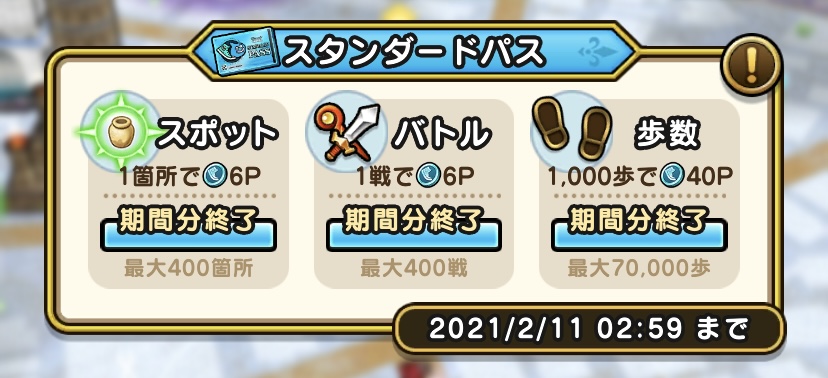 スタンダードパス
スポット
1箇所で6P
期間分終了
最大400箇所
バトル
1戦で6P
期間分終了
最大400戦
歩数
1,000歩で40P
期間分終了
最大70,000歩
2021/2/11 02:59 まで